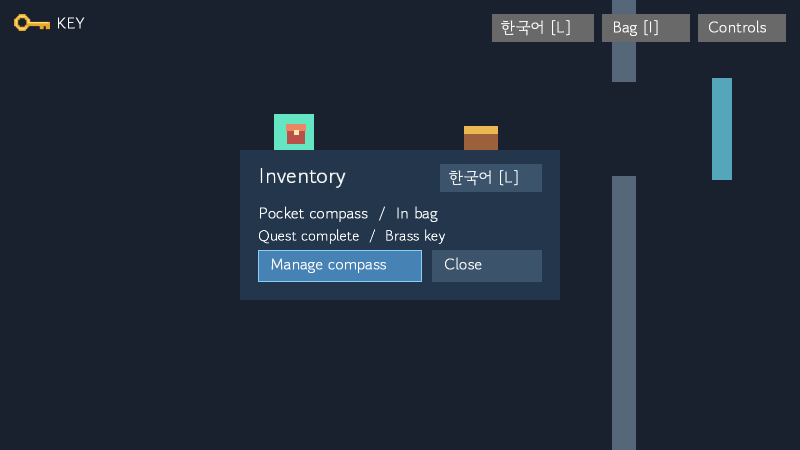 KEY
한국어 [L]
Bag [I]
Controls
Inventory
한국어 [L]
Pocket compass / In bag
Quest complete / Brass key
Manage compass
Close